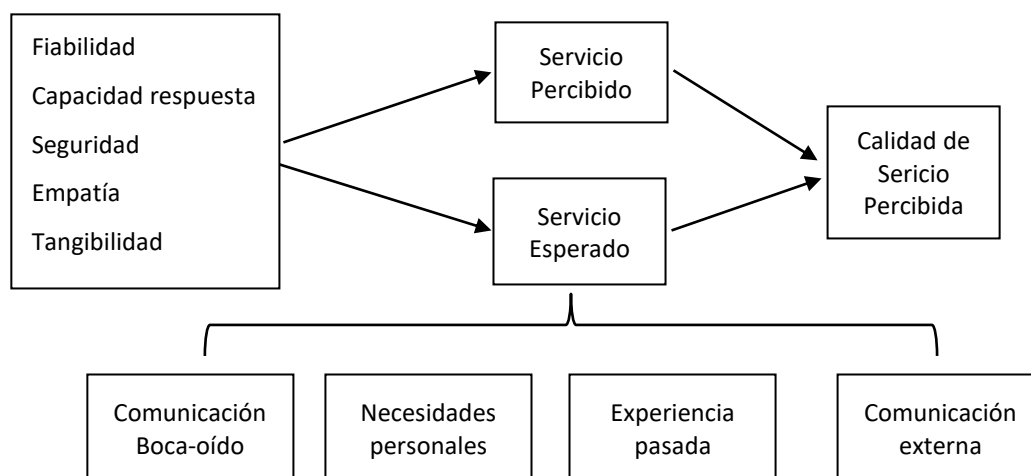 Fiabilidad
Capacidad respuesta
Seguridad
Empatía
Tangibilidad
Servicio
Percibido
Servicio
Esperado
Calidad de
Sericio
Percibida
Comunicación
Boca-oído
Necesidades
personales
Experiencia
pasada
Comunicación
externa